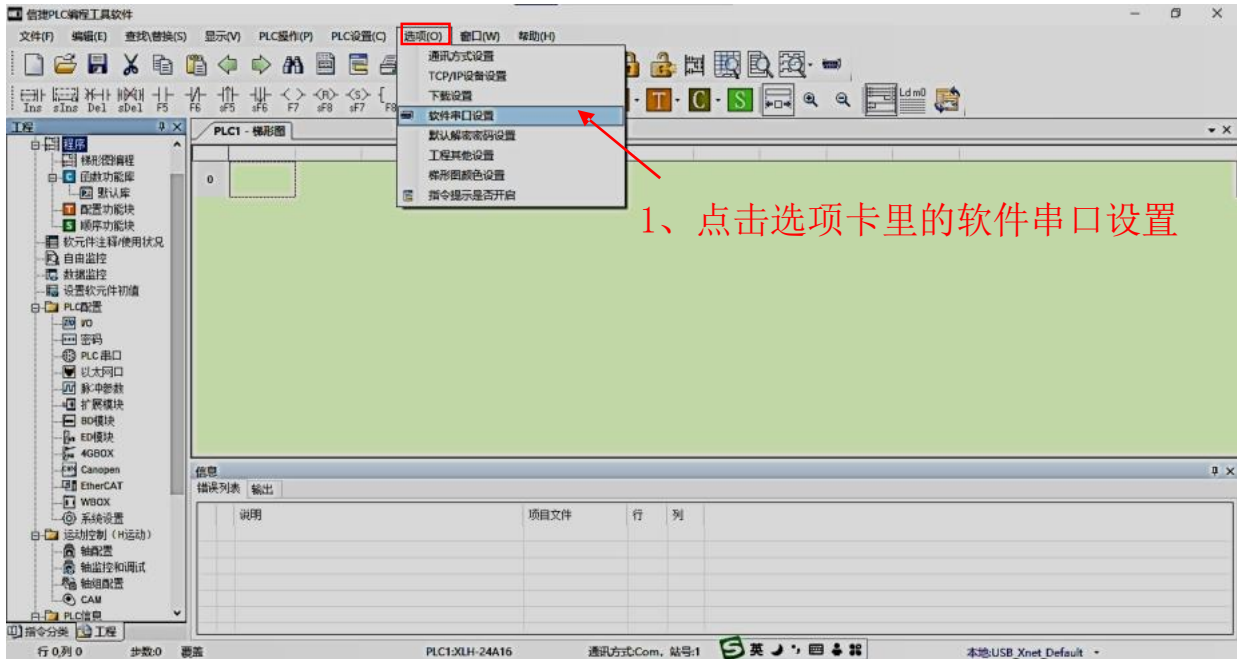 信捷PLC编程工具软件
文件(F) 编辑(E) 查找\替换(S) 显示(V) PLC操作(P) PLC设置(C) 选项(O) 窗口(W) 帮助(H)
通讯方式设置
TCP/IP设备设置
下载设置
软件串口设置
默认解密密码设置
工程其他设置
梯形图颜色设置
指令提示是否开启
T C S Ld m0
Ins sIns Del sDel F5 F6 sF5 sF6 F7 sF8 sF7 F8
工程
PLC1 - 梯形图
程序
梯形图编程
函数功能库
默认库
配置功能块
顺序功能块
软元件注释/使用状况
自由监控
数据监控
设置软元件初值
PLC配置
I/O
密码
PLC 串口
以太网口
脉冲参数
扩展模块
BD模块
ED模块
4GBOX
Canopen
EtherCAT
WBOX
系统设置
运动控制（H运动）
轴配置
轴监控和调试
轴组配置
CAM
PLC信息
指令分类 工程
0
1、点击选项卡里的软件串口设置
信息
错误列表 输出
说明 项目文件 行 列
行 0,列 0 步数:0 覆盖 PLC1:XLH-24A16 通讯方式:Com, 站号:1 英 本地:USB_Xnet_Default